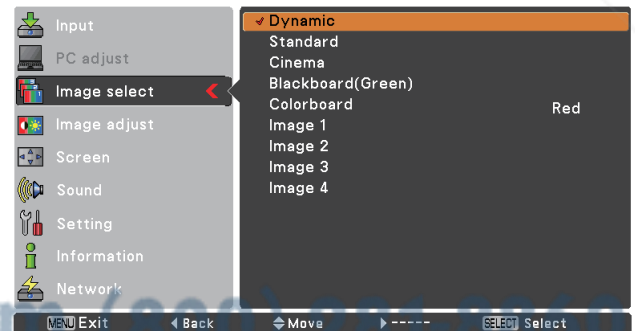 Input
PC adjust
Image select
Image adjust
Screen
Sound
Setting
Information
Network
Dynamic
Standard
Cinema
Blackboard(Green)
Colorboard Red
Image 1
Image 2
Image 3
Image 4
MENU Exit Back Move ----- SELECT Select